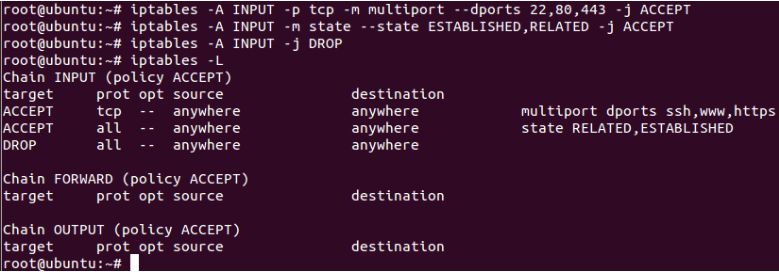 root@ubuntu:~# iptables -A INPUT -p tcp -m multiport --dports 22,80,443 -j ACCEPT
root@ubuntu:~# iptables -A INPUT -m state --state ESTABLISHED,RELATED -j ACCEPT
root@ubuntu:~# iptables -A INPUT -j DROP
root@ubuntu:~# iptables -L
Chain INPUT (policy ACCEPT)
target     prot opt source               destination
ACCEPT     tcp  --  anywhere             anywhere             multiport dports ssh,www,https
ACCEPT     all  --  anywhere             anywhere             state RELATED,ESTABLISHED
DROP       all  --  anywhere             anywhere
Chain FORWARD (policy ACCEPT)
target     prot opt source               destination
Chain OUTPUT (policy ACCEPT)
target     prot opt source               destination
root@ubuntu:~#